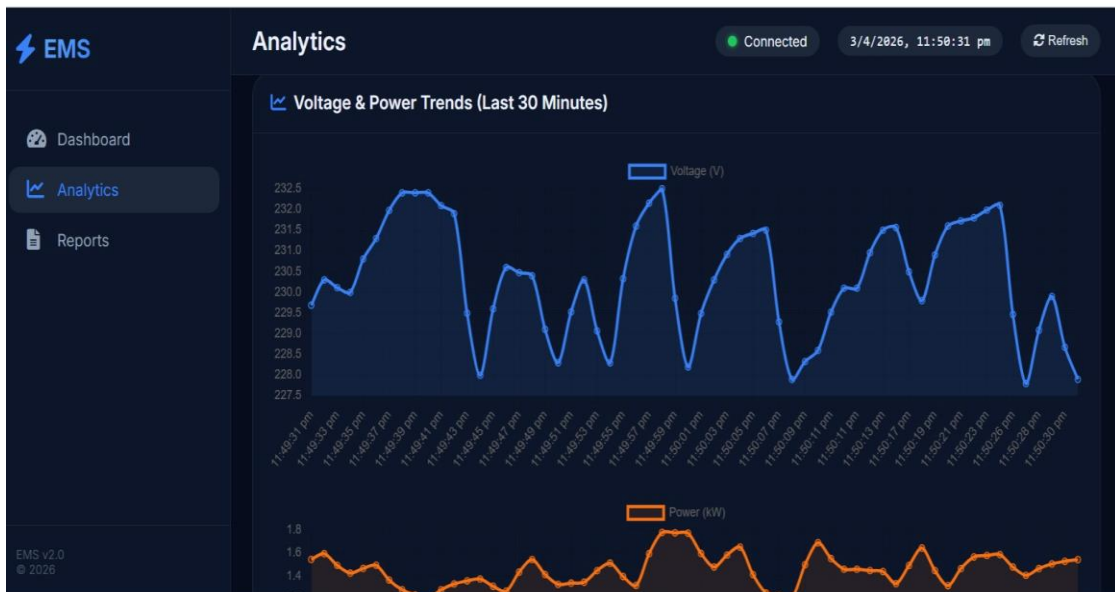 EMS
Analytics
Connected
3/4/2026, 11:50:31 pm
Refresh
Dashboard
Analytics
Reports
EMS v2.0
© 2026
Voltage & Power Trends (Last 30 Minutes)
Voltage (V)
232.5
232.0
231.5
231.0
230.5
230.0
229.5
229.0
228.5
228.0
227.5
11:49:31 pm
11:49:33 pm
11:49:35 pm
11:49:37 pm
11:49:39 pm
11:49:41 pm
11:49:43 pm
11:49:45 pm
11:49:47 pm
11:49:49 pm
11:49:51 pm
11:49:53 pm
11:49:55 pm
11:49:57 pm
11:49:59 pm
11:50:01 pm
11:50:03 pm
11:50:05 pm
11:50:07 pm
11:50:09 pm
11:50:11 pm
11:50:11 pm
11:50:13 pm
11:50:17 pm
11:50:19 pm
11:50:21 pm
11:50:23 pm
11:50:26 pm
11:50:28 pm
11:50:30 pm
Power (kW)
1.8
1.6
1.4